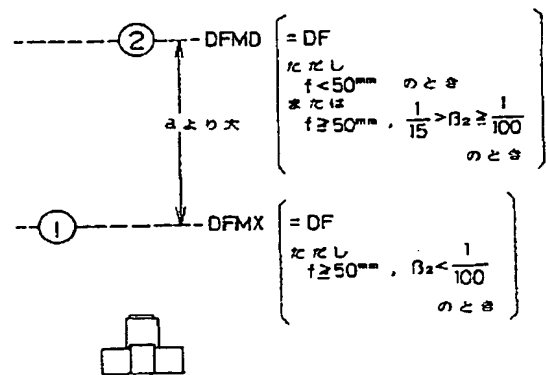 ② DFMD = DF
ただし
f<50mm のとき
または
f≧50mm , 1/15>β2≧1/100
のとき
aより大
① DFMX = DF
ただし
f≧50mm , β2<1/100
のとき